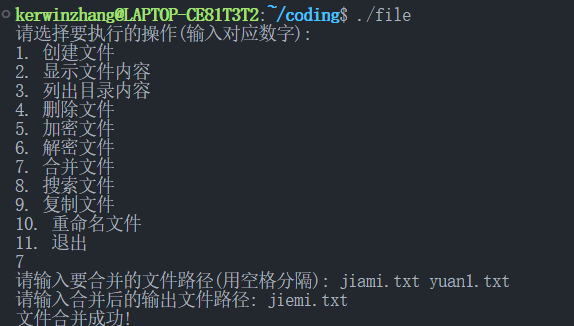 kerwinzhang@LAPTOP-CE81T3T2:~/coding$ ./file
请选择要执行的操作(输入对应数字):
1. 创建文件
2. 显示文件内容
3. 列出目录内容
4. 删除文件
5. 加密文件
6. 解密文件
7. 合并文件
8. 搜索文件
9. 复制文件
10. 重命名文件
11. 退出
7
请输入要合并的文件路径(用空格分隔): jiami.txt yuan1.txt
请输入合并后的输出文件路径: jiemi.txt
文件合并成功!